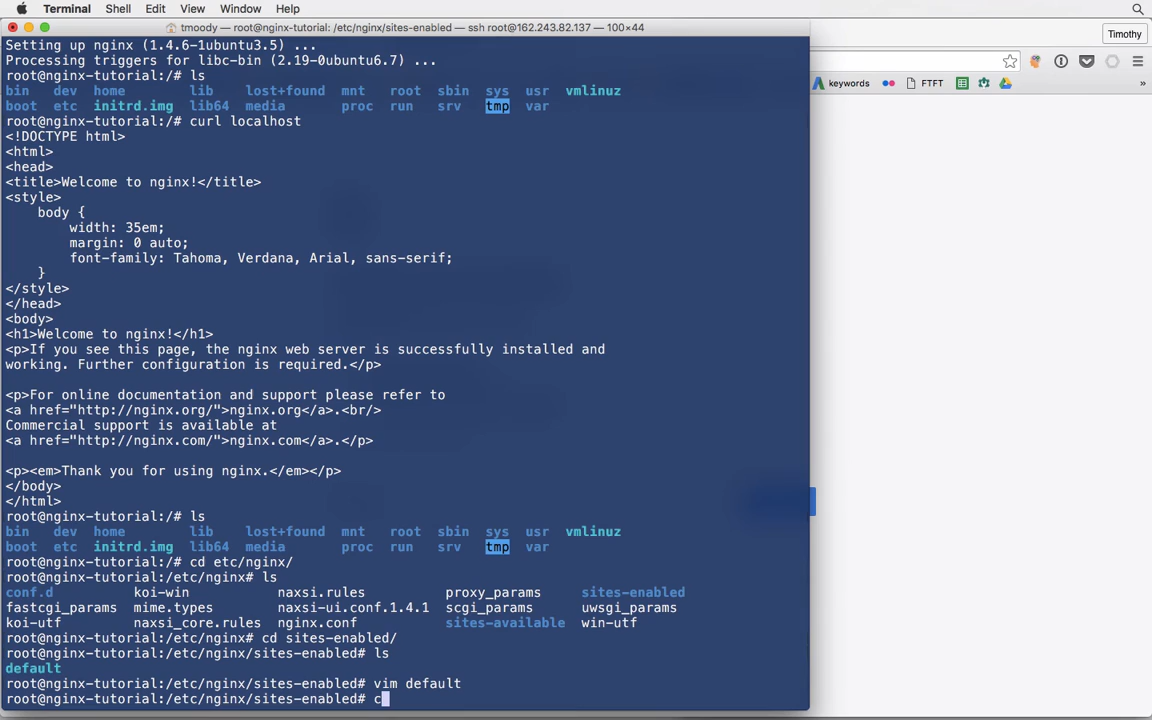 Terminal Shell Edit View Window Help
tmoody — root@nginx-tutorial: /etc/nginx/sites-enabled — ssh root@162.243.82.137 — 100×44
Timothy
keywords FTFT »
Setting up nginx (1.4.6-1ubuntu3.5) ...
Processing triggers for libc-bin (2.19-0ubuntu6.7) ...
root@nginx-tutorial:/# ls
bin dev home lib lost+found mnt root sbin sys usr vmlinuz
boot etc initrd.img lib64 media proc run srv tmp var
root@nginx-tutorial:/# curl localhost
<!DOCTYPE html>
<html>
<head>
<title>Welcome to nginx!</title>
<style>
    body {
        width: 35em;
        margin: 0 auto;
        font-family: Tahoma, Verdana, Arial, sans-serif;
    }
</style>
</head>
<body>
<h1>Welcome to nginx!</h1>
<p>If you see this page, the nginx web server is successfully installed and
working. Further configuration is required.</p>
<p>For online documentation and support please refer to
<a href="http://nginx.org/">nginx.org</a>.<br/>
Commercial support is available at
<a href="http://nginx.com/">nginx.com</a>.</p>
<p><em>Thank you for using nginx.</em></p>
</body>
</html>
root@nginx-tutorial:/# ls
bin dev home lib lost+found mnt root sbin sys usr vmlinuz
boot etc initrd.img lib64 media proc run srv tmp var
root@nginx-tutorial:/# cd etc/nginx/
root@nginx-tutorial:/etc/nginx# ls
conf.d koi-win naxsi.rules proxy_params sites-enabled
fastcgi_params mime.types naxsi-ui.conf.1.4.1 scgi_params uwsgi_params
koi-utf naxsi_core.rules nginx.conf sites-available win-utf
root@nginx-tutorial:/etc/nginx# cd sites-enabled/
root@nginx-tutorial:/etc/nginx/sites-enabled# ls
default
root@nginx-tutorial:/etc/nginx/sites-enabled# vim default
root@nginx-tutorial:/etc/nginx/sites-enabled# c